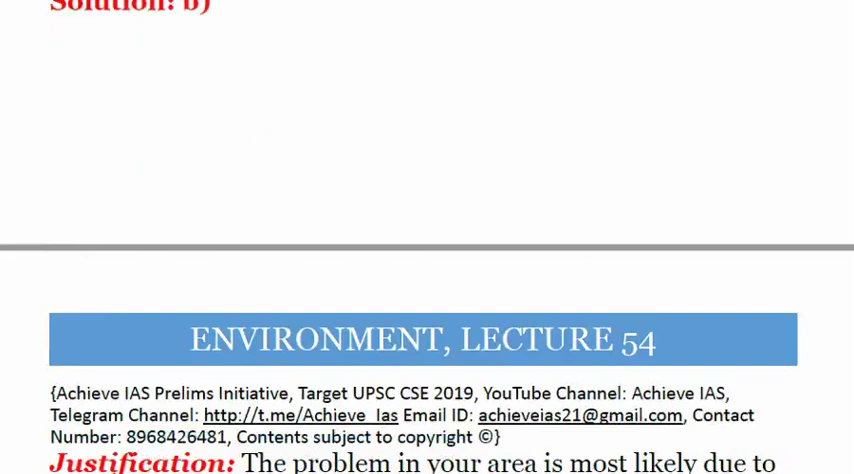 Solution: b)
ENVIRONMENT, LECTURE 54
{Achieve IAS Prelims Initiative, Target UPSC CSE 2019, YouTube Channel: Achieve IAS,
Telegram Channel: http://t.me/Achieve_Ias Email ID: achieveias21@gmail.com, Contact
Number: 8968426481, Contents subject to copyright ©}
Justification: The problem in your area is most likely due to